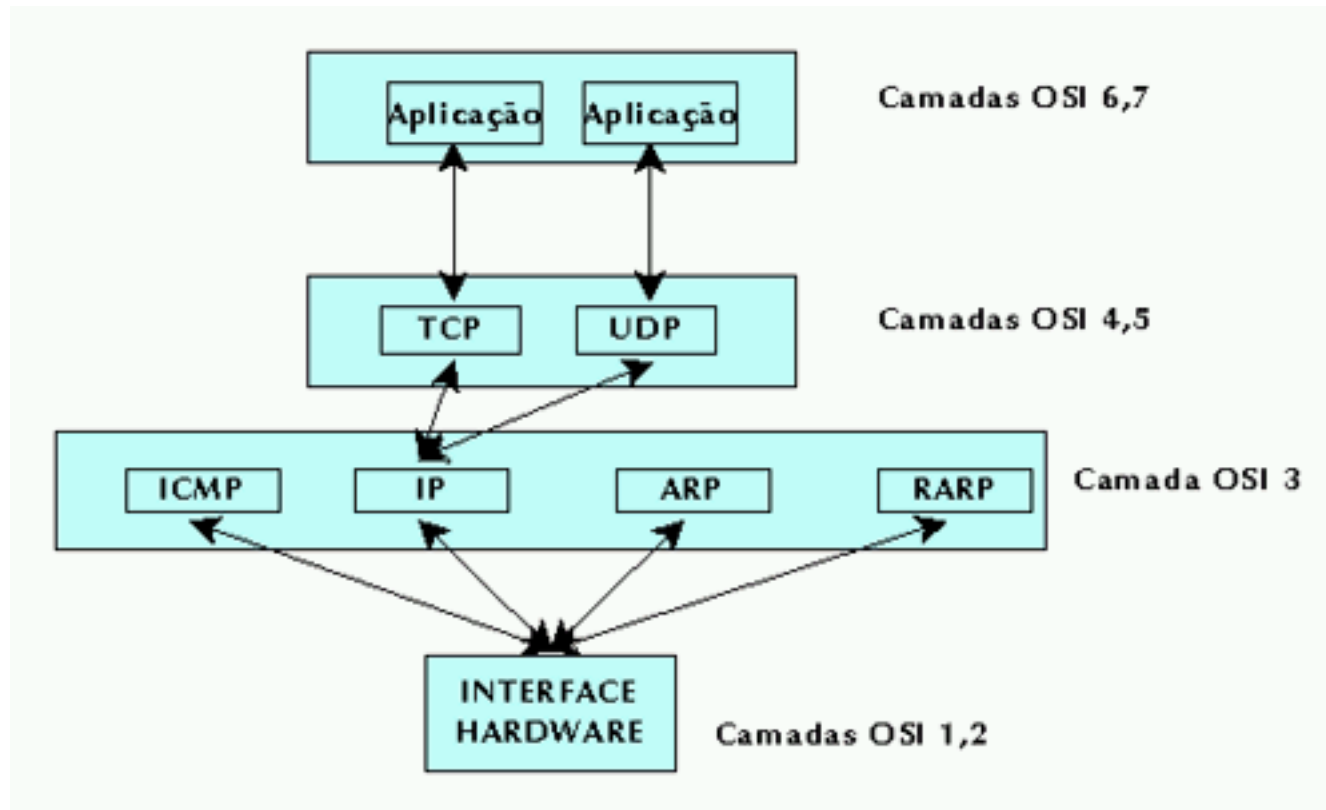 Aplicação Aplicação Camadas OSI 6,7
TCP UDP Camadas OSI 4,5
ICMP IP ARP RARP Camada OSI 3
INTERFACE
HARDWARE
Camadas OSI 1,2